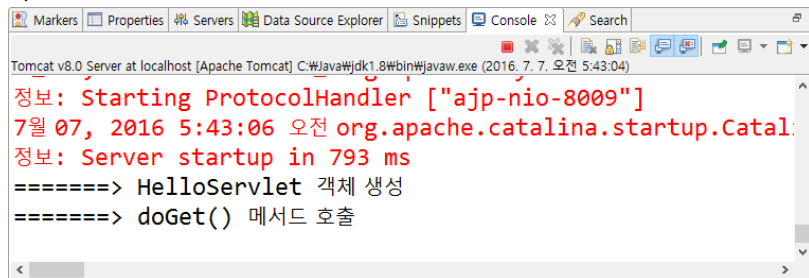 Markers Properties Servers Data Source Explorer Snippets Console Search
Tomcat v8.0 Server at localhost [Apache Tomcat] C:₩Java₩jdk1.8₩bin₩javaw.exe (2016. 7. 7. 오전 5:43:04)
정보: Starting ProtocolHandler ["ajp-nio-8009"]
7월 07, 2016 5:43:06 오전 org.apache.catalina.startup.Catal
정보: Server startup in 793 ms
=======> HelloServlet 객체 생성
=======> doGet() 메서드 호출